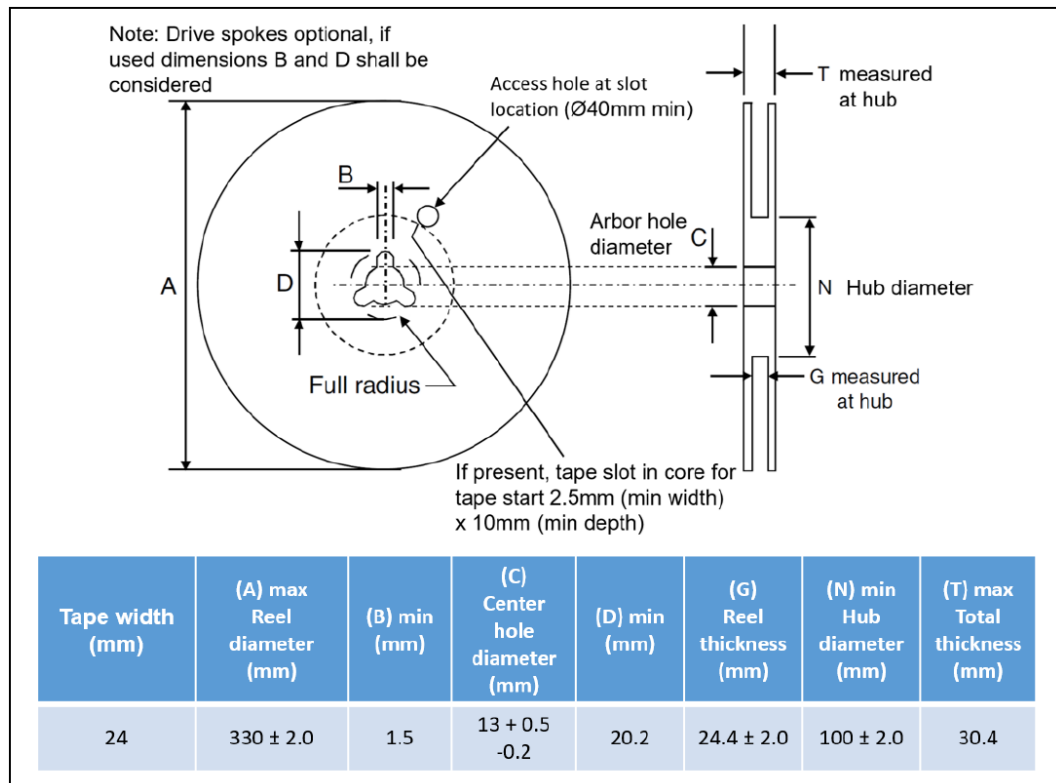 Note: Drive spokes optional, if
used dimensions B and D shall be
considered
Access hole at slot
location (Ø40mm min)
T measured
at hub
B
Arbor hole
diameter
C
A
D
N Hub diameter
Full radius
G measured
at hub
If present, tape slot in core for
tape start 2.5mm (min width)
x 10mm (min depth)
Tape width
(mm)
(A) max
Reel
diameter
(mm)
(B) min
(mm)
(C)
Center
hole
diameter
(mm)
(D) min
(mm)
(G)
Reel
thickness
(mm)
(N) min
Hub
diameter
(mm)
(T) max
Total
thickness
(mm)
24
330 ± 2.0
1.5
13 + 0.5
-0.2
20.2
24.4 ± 2.0
100 ± 2.0
30.4